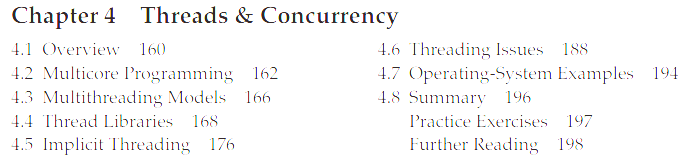 Chapter 4 Threads & Concurrency
4.1 Overview 160
4.2 Multicore Programming 162
4.3 Multithreading Models 166
4.4 Thread Libraries 168
4.5 Implicit Threading 176
4.6 Threading Issues 188
4.7 Operating-System Examples 194
4.8 Summary 196
Practice Exercises 197
Further Reading 198